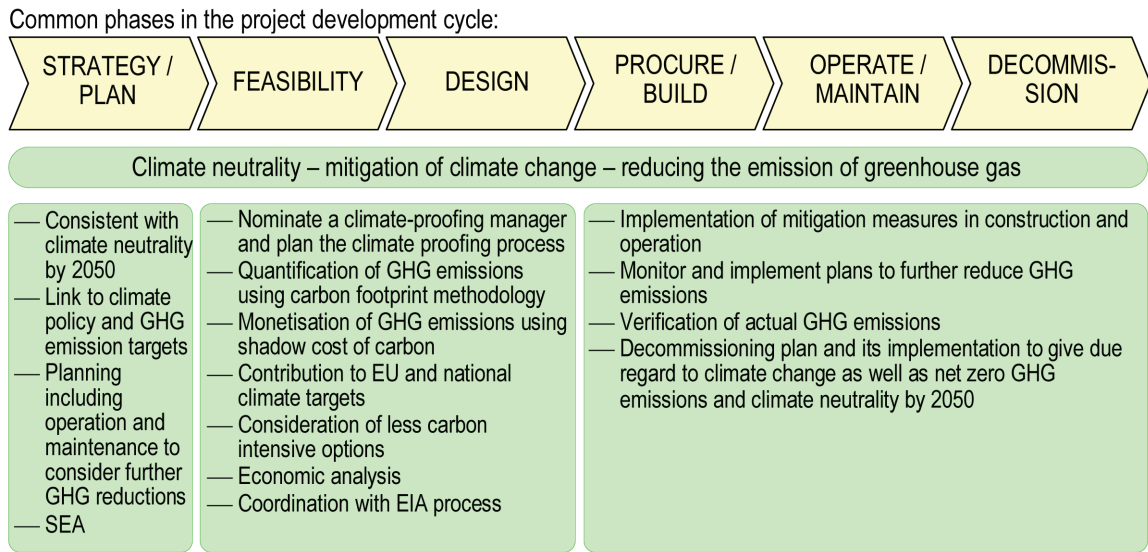 Common phases in the project development cycle:
STRATEGY /
PLAN
FEASIBILITY
DESIGN
PROCURE /
BUILD
OPERATE /
MAINTAIN
DECOMMIS-
SION
Climate neutrality – mitigation of climate change – reducing the emission of greenhouse gas
— Consistent with
climate neutrality
by 2050
— Link to climate
policy and GHG
emission targets
— Planning
including
operation and
maintenance to
consider further
GHG reductions
— SEA
— Nominate a climate-proofing manager
and plan the climate proofing process
— Quantification of GHG emissions
using carbon footprint methodology
— Monetisation of GHG emissions using
shadow cost of carbon
— Contribution to EU and national
climate targets
— Consideration of less carbon
intensive options
— Economic analysis
— Coordination with EIA process
— Implementation of mitigation measures in construction and
operation
— Monitor and implement plans to further reduce GHG
emissions
— Verification of actual GHG emissions
— Decommissioning plan and its implementation to give due
regard to climate change as well as net zero GHG
emissions and climate neutrality by 2050